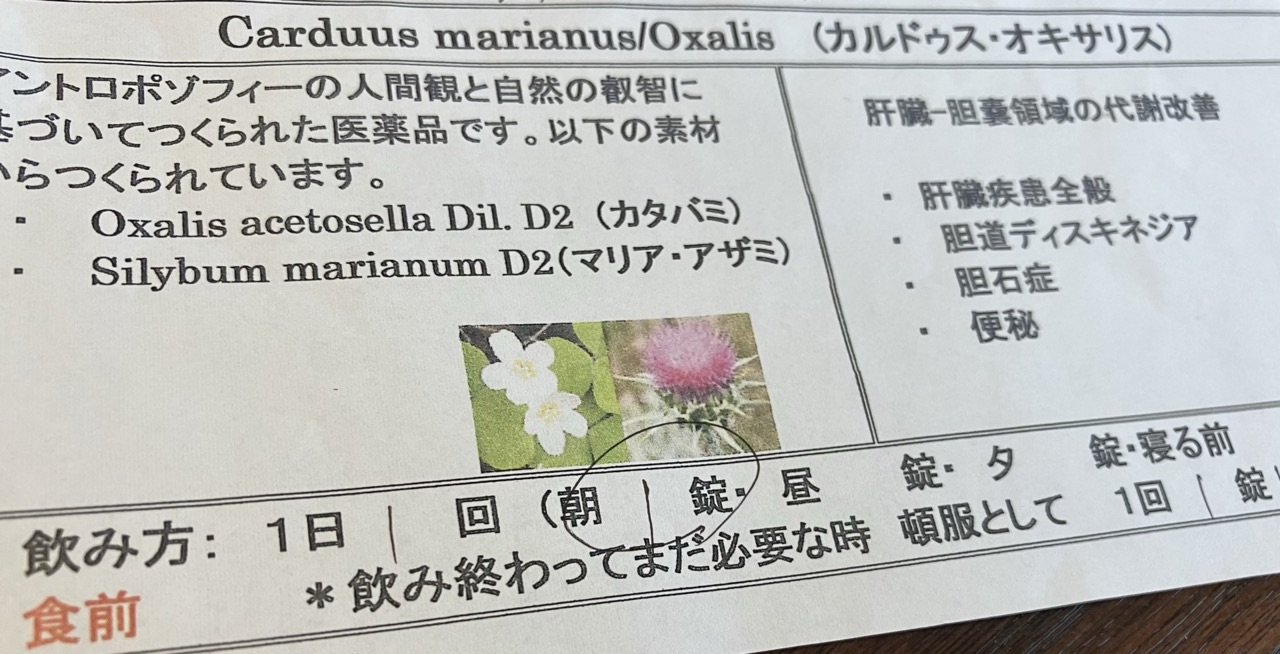 Carduus marianus/Oxalis （カルドゥス・オキサリス）
ントロポゾフィーの人間観と自然の叡智に
づいてつくられた医薬品です。以下の素材
らつくられています。
▪ Oxalis acetosella Dil. D2（カタバミ）
▪ Silybum marianum D2（マリア・アザミ）
肝臓-胆嚢領域の代謝改善
▪ 肝臓疾患全般
▪ 胆道ディスキネジア
▪ 胆石症
▪ 便秘
飲み方： 1日 | 回 （朝 | 錠・ 昼 錠・ 夕 錠・寝る前
食前 ＊飲み終わってまだ必要な時 頓服として 1回 | 錠